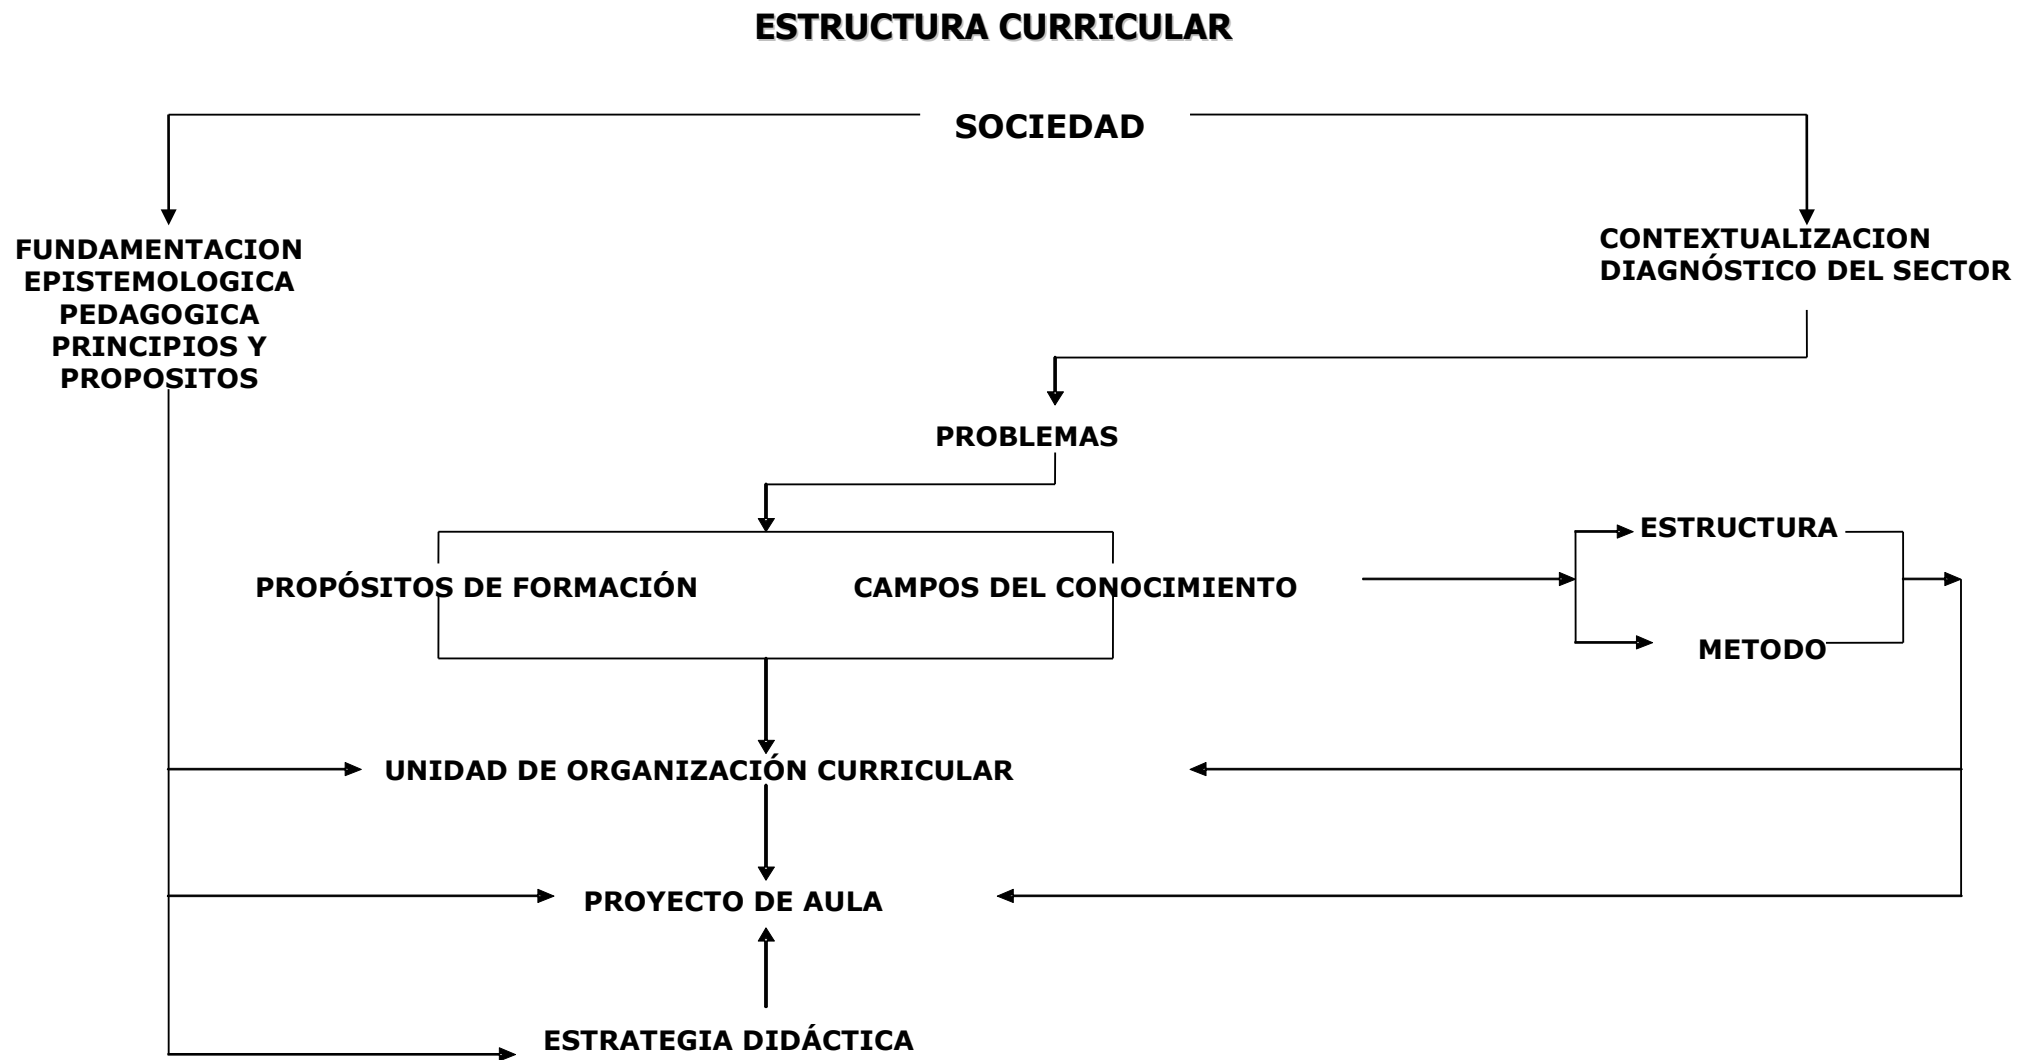 ESTRUCTURA CURRICULAR
SOCIEDAD
FUNDAMENTACION
EPISTEMOLOGICA
PEDAGOGICA
PRINCIPIOS Y
PROPOSITOS
CONTEXTUALIZACION
DIAGNÓSTICO DEL SECTOR
PROBLEMAS
PROPÓSITOS DE FORMACIÓN
CAMPOS DEL CONOCIMIENTO
ESTRUCTURA
METODO
UNIDAD DE ORGANIZACIÓN CURRICULAR
PROYECTO DE AULA
ESTRATEGIA DIDÁCTICA